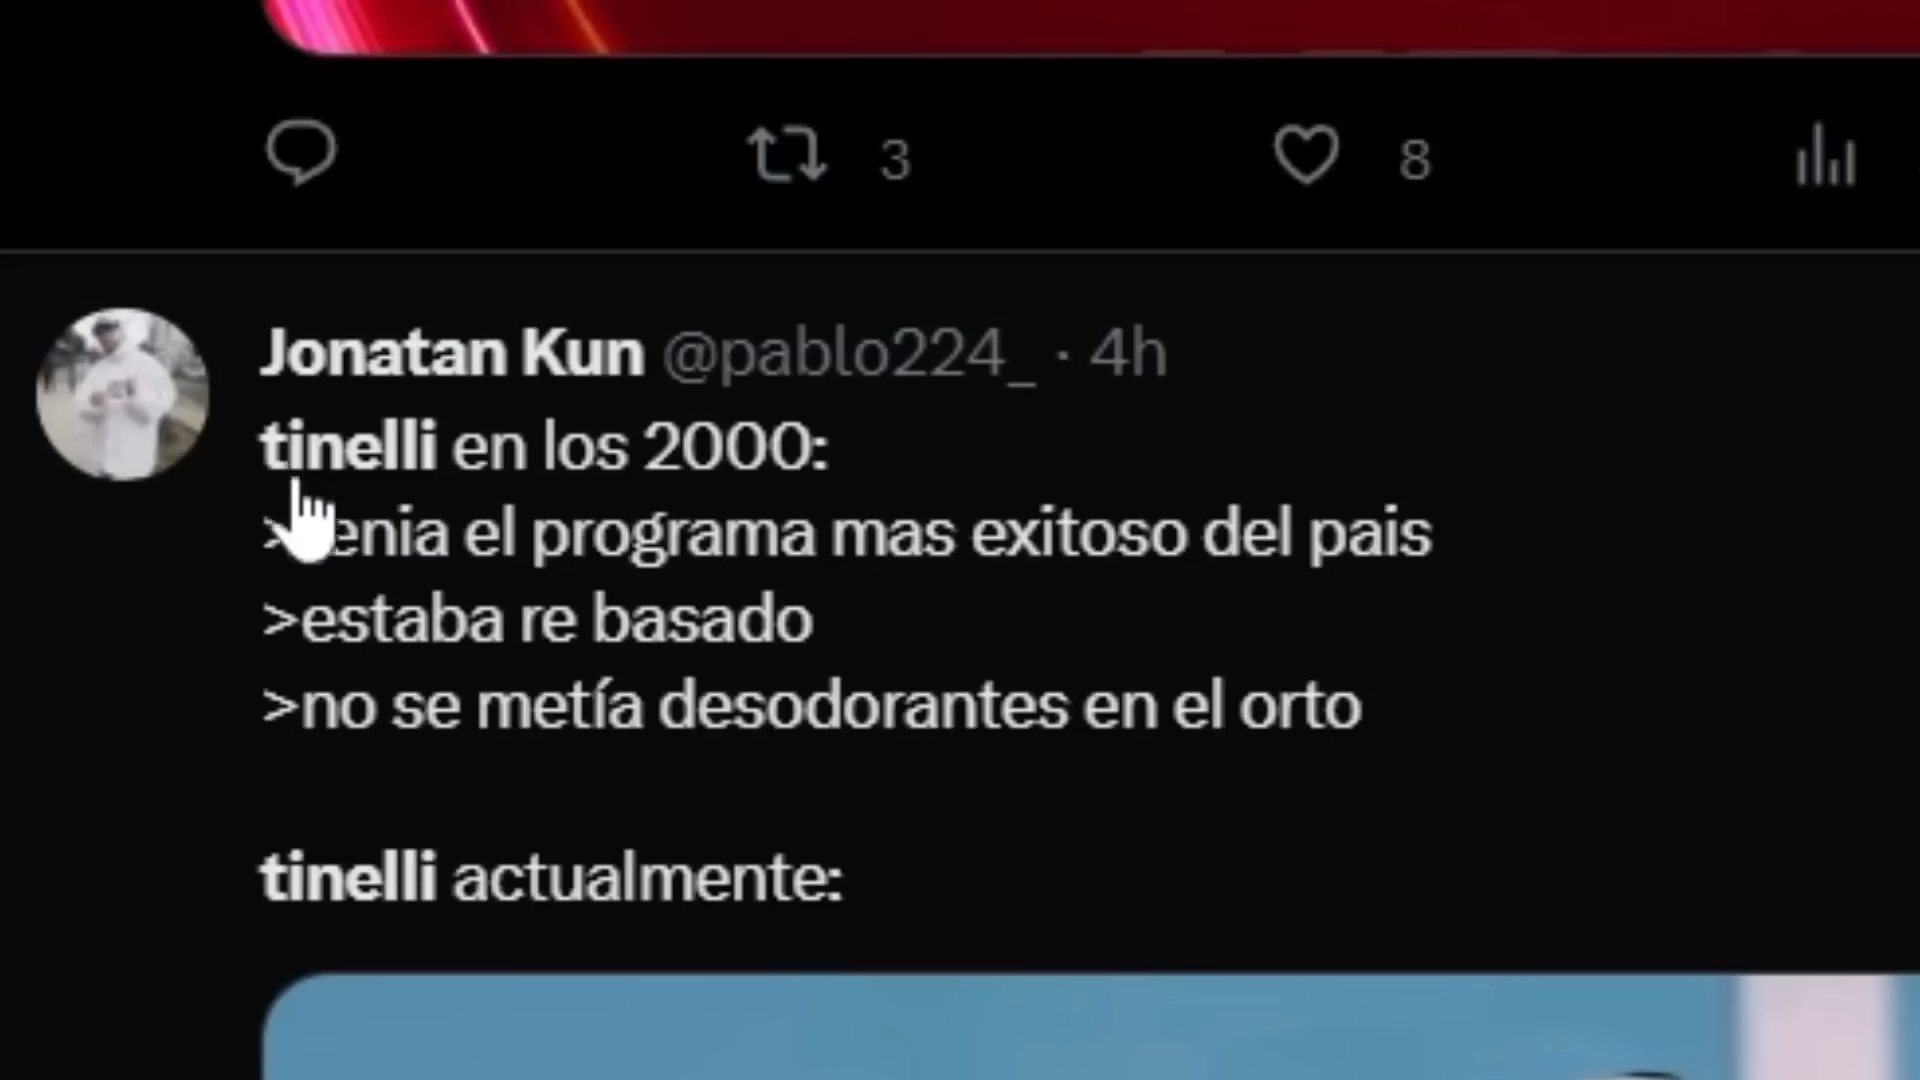 3 8
Jonatan Kun @pablo224_ · 4h
tinelli en los 2000:
el programa mas exitoso del pais
>estaba re basado
>no se metía desodorantes en el orto
tinelli actualmente: